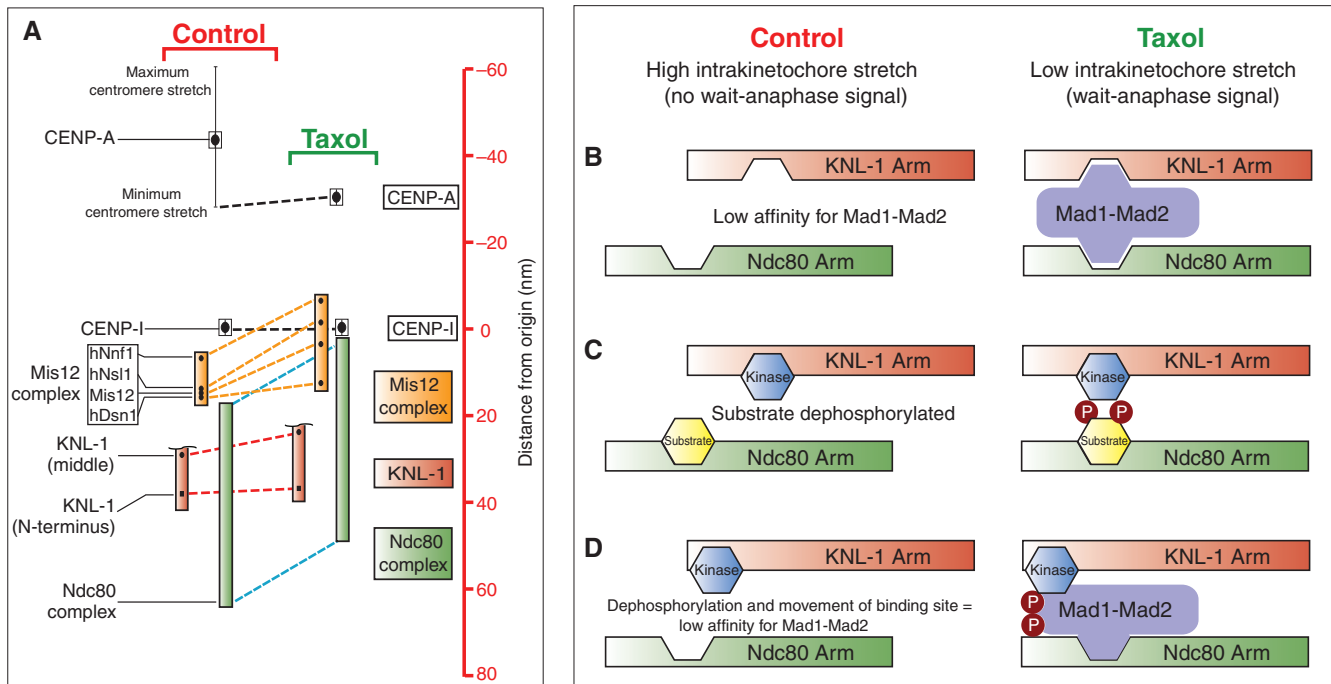 A
Control
Maximum
centromere stretch
CENP-A
Taxol
Minimum
centromere stretch
CENP-A
CENP-I
CENP-I
hNnf1
hNsl1
Mis12
hDsn1
Mis12
complex
Mis12
complex
KNL-1
(middle)
KNL-1
KNL-1
(N-terminus)
Ndc80
complex
Ndc80
complex
–60
–40
–20
0
20
40
60
80
Distance from origin (nm)
Control
High intrakinetochore stretch
(no wait-anaphase signal)
Taxol
Low intrakinetochore stretch
(wait-anaphase signal)
B
KNL-1 Arm
Low affinity for Mad1-Mad2
Ndc80 Arm
KNL-1 Arm
Mad1-Mad2
Ndc80 Arm
C
KNL-1 Arm
Kinase
Substrate dephosphorylated
Substrate
Ndc80 Arm
KNL-1 Arm
Kinase
P P
Substrate
Ndc80 Arm
D
KNL-1 Arm
Kinase
Dephosphorylation and movement of binding site =
low affinity for Mad1-Mad2
Ndc80 Arm
KNL-1 Arm
Kinase
P
Mad1-Mad2
P
Ndc80 Arm